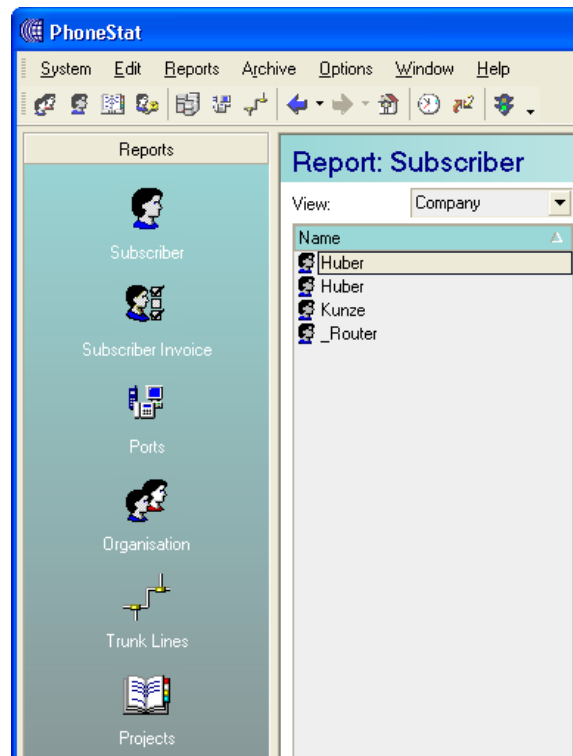 PhoneStat
System Edit Reports Archive Options Window Help
Reports
Subscriber
Subscriber Invoice
Ports
Organisation
Trunk Lines
Projects
Report: Subscriber
View: Company
Name
Huber
Huber
Kunze
_Router